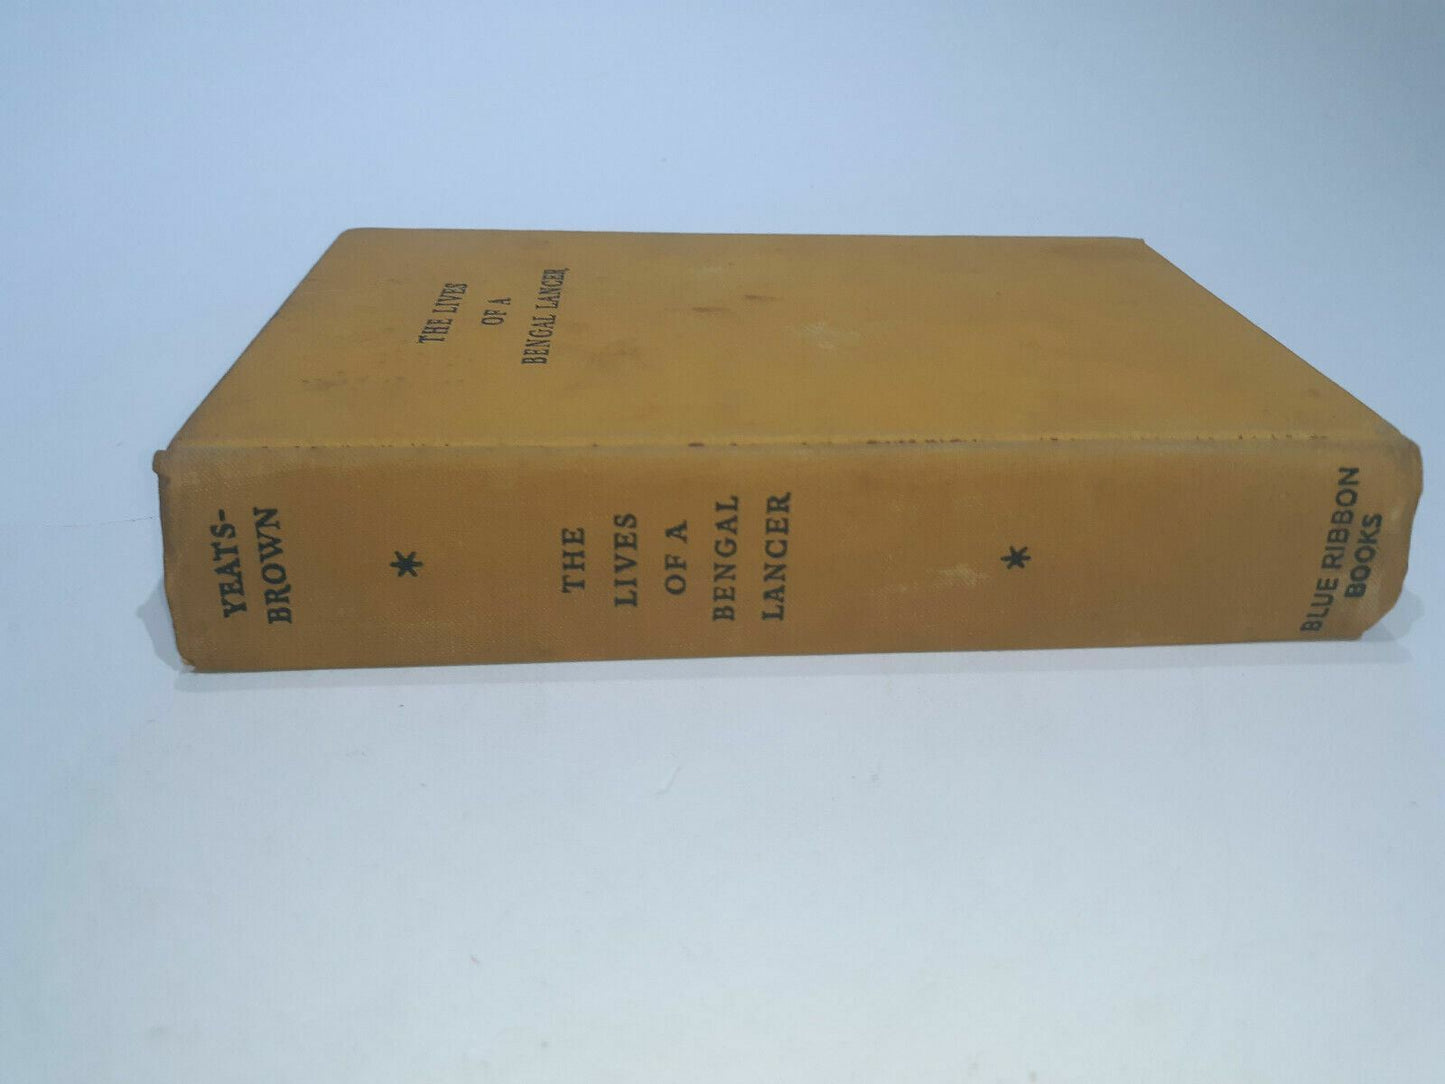 THE LIVES
OF A
BENGAL LANCER
YEATS-
BROWN
*
THE
LIVES
OF A
BENGAL
LANCER
*
BLUE RIBBON
BOOKS